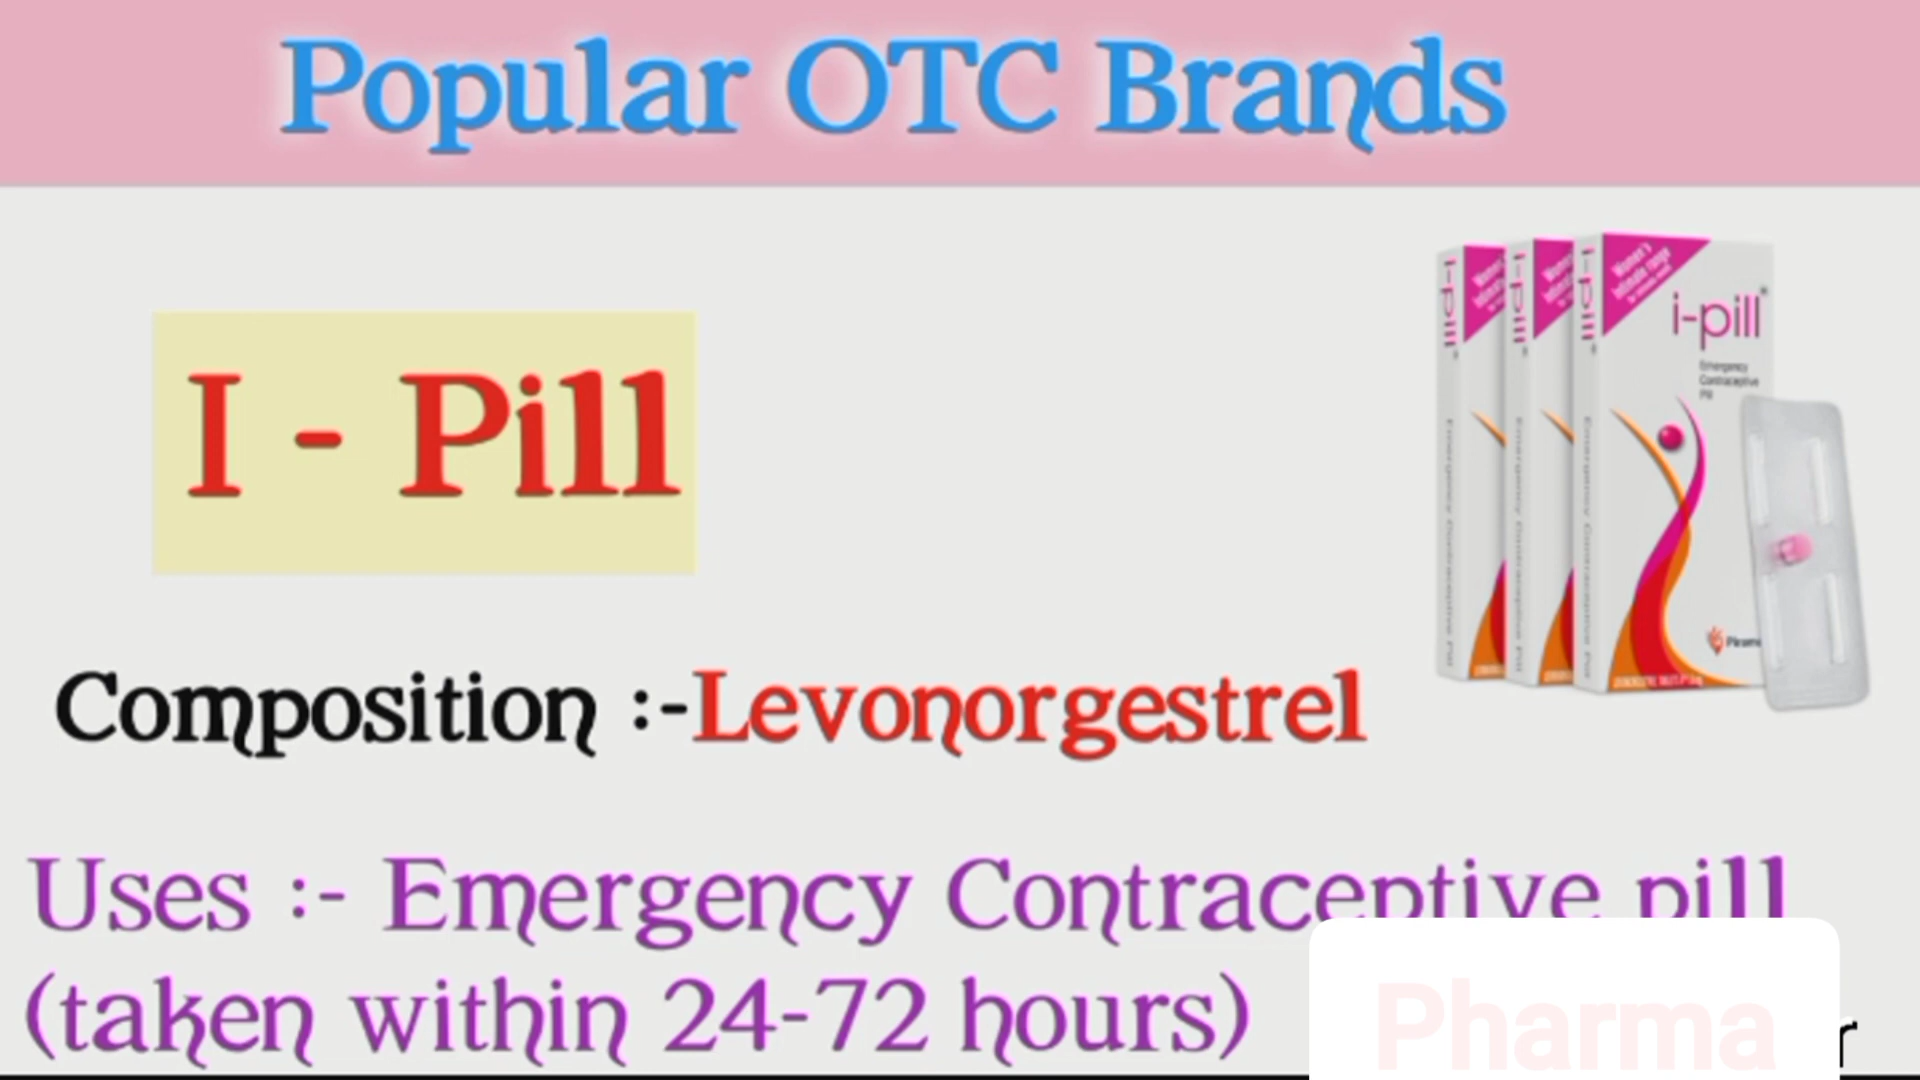 Popular OTC Brands
I - Pill
i-pill
Emergency
Contraceptive
Pill
Composition :-Levonorgestrel
Uses :- Emergency Contraceptive pill
(taken within 24-72 hours)
Pharma